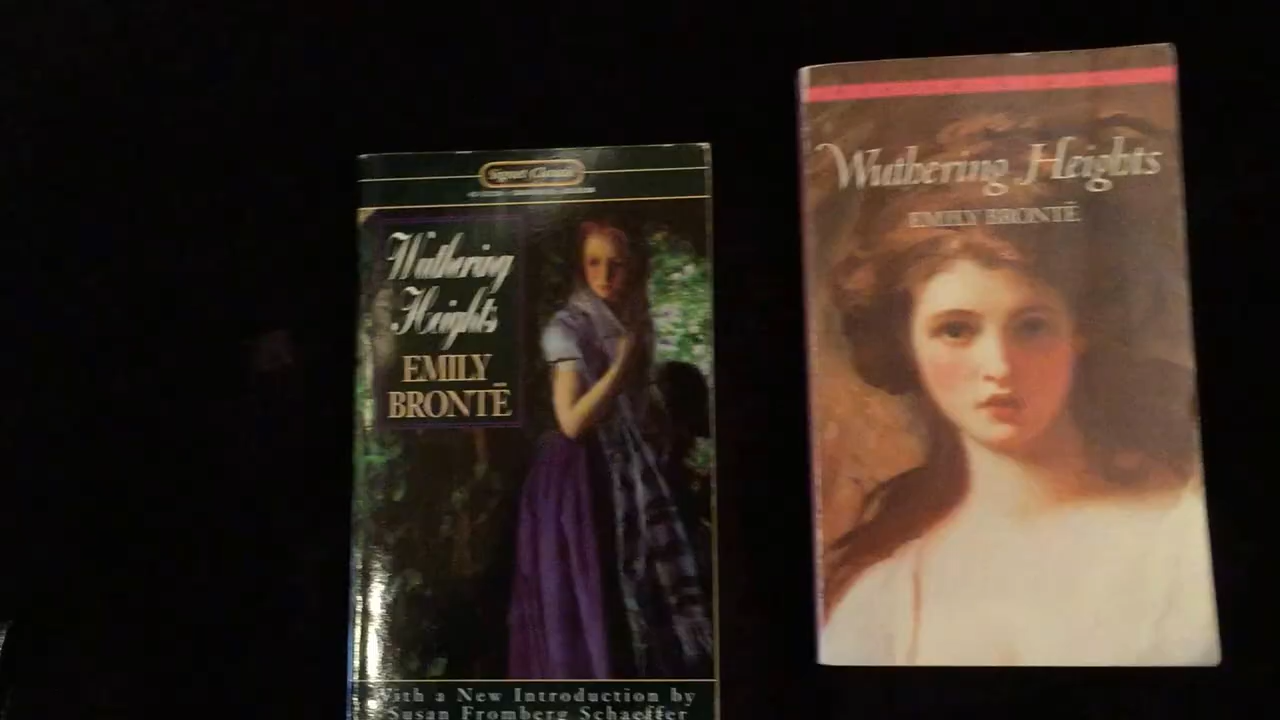 Signet Classic
Wuthering
Heights
EMILY
BRONTË
With a New Introduction by
Susan Fromberg Schaeffer
Wuthering Heights
EMILY BRONTË